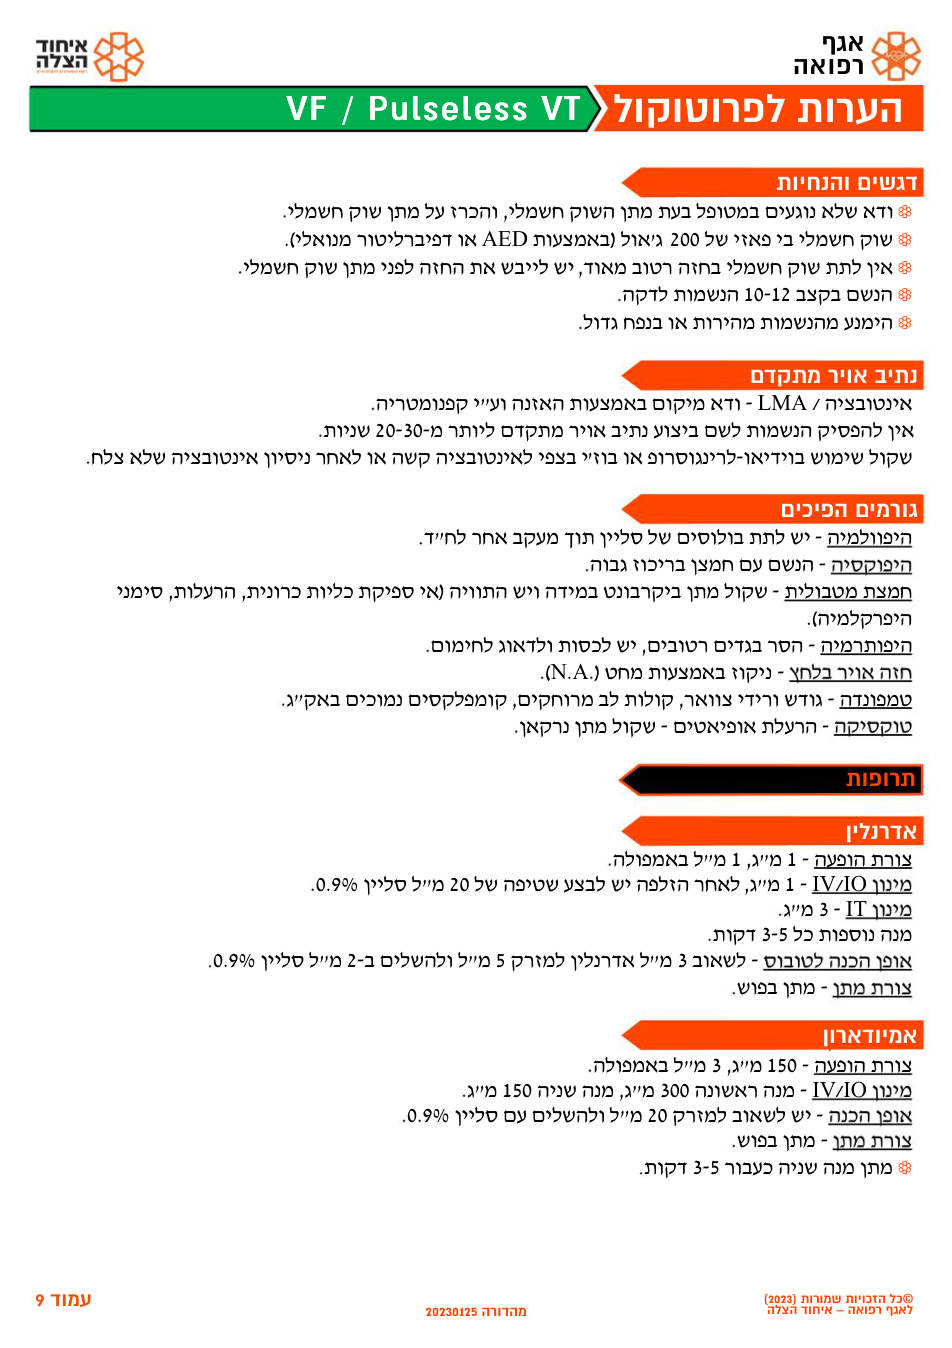 אגף
רפואה
איחוד
הצלה
הערות לפרוטוקול
VF / Pulseless VT
דגשים והנחיות
ודא שלא נוגעים במטופל בעת מתן השוק חשמלי, והכרז על מתן שוק חשמלי.
שוק חשמלי בי פאזי של 200 ג'אול (באמצעות AED או דפיברליטור מנואלי).
אין לתת שוק חשמלי בחזה רטוב מאוד, יש לייבש את החזה לפני מתן שוק חשמלי.
הנשם בקצב 10-12 הנשמות לדקה.
הימנע מהנשמות מהירות או בנפח גדול.
נתיב אויר מתקדם
אינטובציה / LMA - ודא מיקום באמצעות האזנה וע"י קפנומטריה.
אין להפסיק הנשמות לשם ביצוע נתיב אויר מתקדם ליותר מ-20-30 שניות.
שקול שימוש בוידיאו-לרינגוסרופ או בוז'י בצפי לאינטובציה קשה או לאחר ניסיון אינטובציה שלא צלח.
גורמים הפיכים
היפוולמיה - יש לתת בולוסים של סליין תוך מעקב אחר לח"ד.
היפוקסיה - הנשם עם חמצן בריכוז גבוה.
חמצת מטבולית - שקול מתן ביקרבונט במידה ויש התוויה (אי ספיקת כליות כרונית, הרעלות, סימני
היפרקלמיה).
היפותרמיה - הסר בגדים רטובים, יש לכסות ולדאוג לחימום.
חזה אויר בלחץ - ניקוז באמצעות מחט (N.A.).
טמפונדה - גודש ורידי צוואר, קולות לב מרוחקים, קומפלקסים נמוכים באק"ג.
טוקסיקה - הרעלת אופיאטים - שקול מתן נרקאן.
תרופות
אדרנלין
צורת הופעה - 1 מ"ג, 1 מ"ל באמפולה.
מינון IV/IO - 1 מ"ג, לאחר הזלפה יש לבצע שטיפה של 20 מ"ל סליין 0.9%.
מינון IT - 3 מ"ג.
מנה נוספות כל 3-5 דקות.
אופן הכנה לטובוס - לשאוב 3 מ"ל אדרנלין למזרק 5 מ"ל ולהשלים ב-2 מ"ל סליין 0.9%.
צורת מתן - מתן בפוש.
אמיודארון
צורת הופעה - 150 מ"ג, 3 מ"ל באמפולה.
מינון IV/IO - מנה ראשונה 300 מ"ג, מנה שניה 150 מ"ג.
אופן הכנה - יש לשאוב למזרק 20 מ"ל ולהשלים עם סליין 0.9%.
צורת מתן - מתן בפוש.
מתן מנה שניה כעבור 3-5 דקות.
©כל הזכויות שמורות (2023)
לאגף רפואה – איחוד הצלה
מהדורה 20230125
עמוד 9